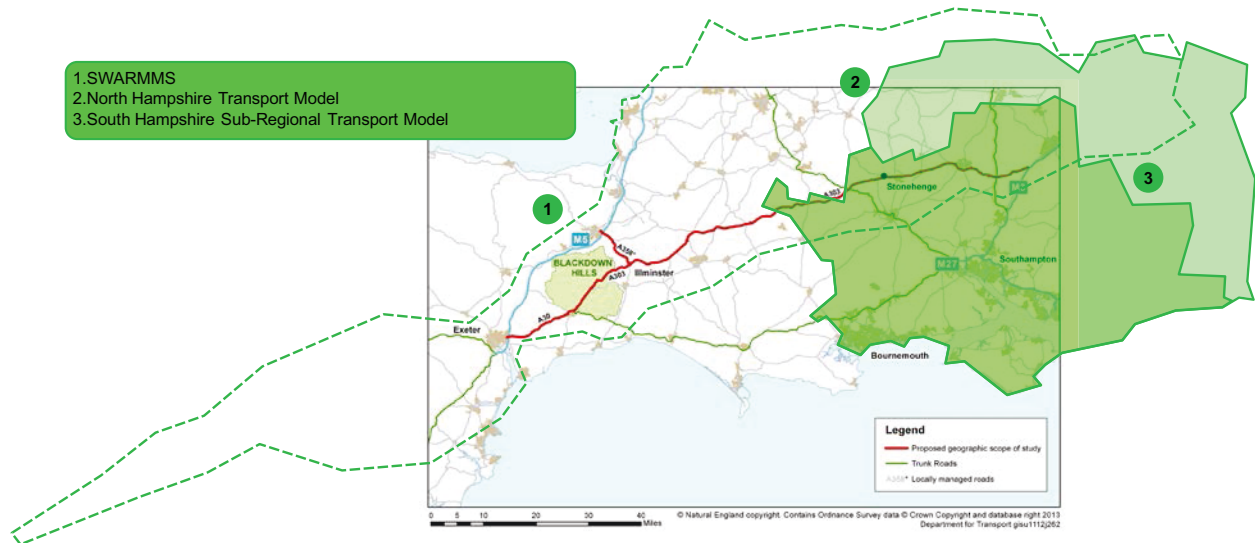 1.SWARMMS
2.North Hampshire Transport Model
3.South Hampshire Sub-Regional Transport Model
2
3
1
Stonehenge
A303
M3
M5
A358*
BLACKDOWN
HILLS
Illminster
A303
M27
Southampton
A30
Exeter
Bournemouth
Legend
Proposed geographic scope of study
Trunk Roads
A358* Locally managed roads
0 5 10 20 30 40
Miles
© Natural England copyright. Contains Ordnance Survey data © Crown Copyright and database right 2013
Department for Transport gisu1112j262